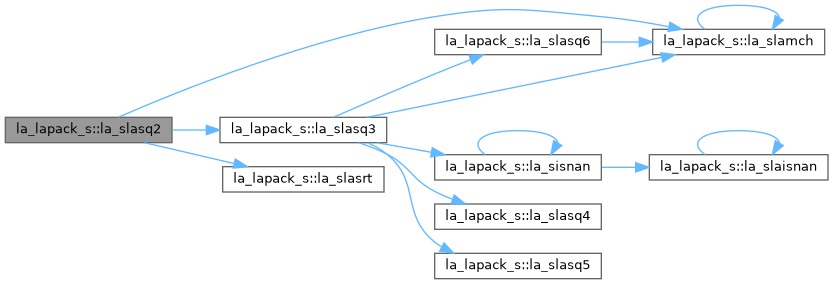 la_lapack_s::la_slasq2
la_lapack_s::la_slasq3
la_lapack_s::la_slasrt
la_lapack_s::la_slasq6
la_lapack_s::la_sisnan
la_lapack_s::la_slasq4
la_lapack_s::la_slasq5
la_lapack_s::la_slamch
la_lapack_s::la_slaisnan